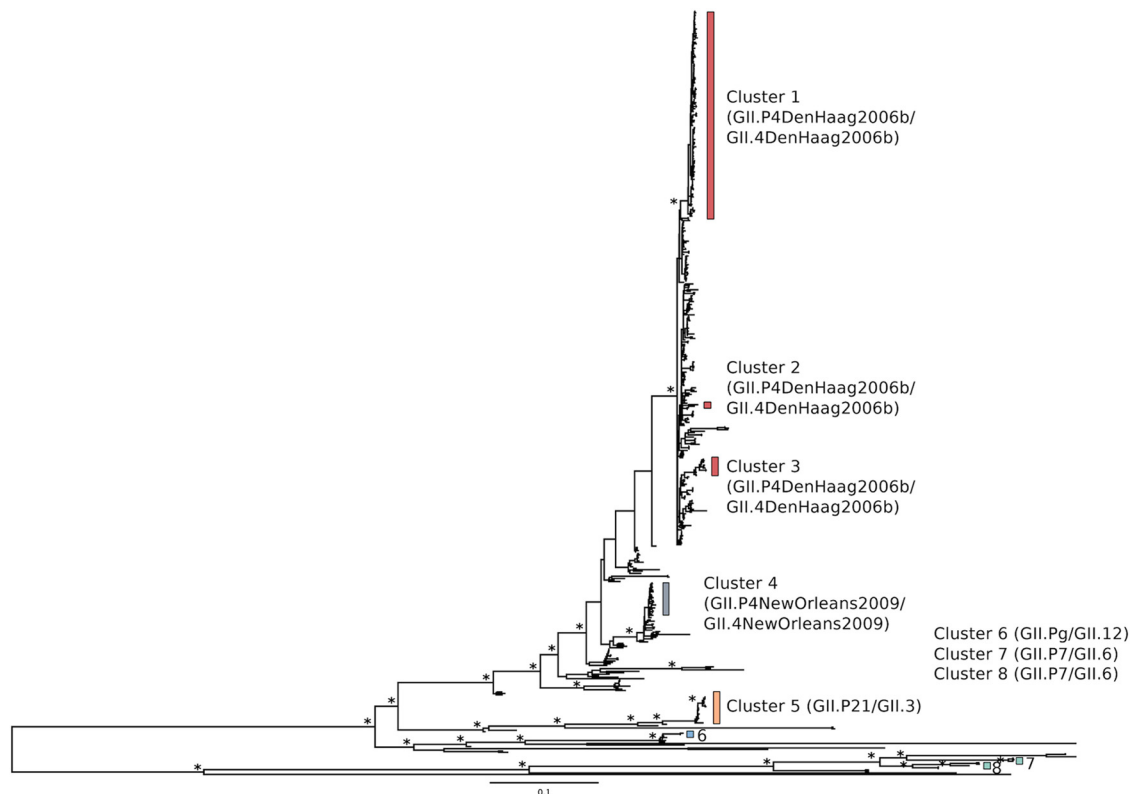 Cluster 1
(GII.P4DenHaag2006b/
GII.4DenHaag2006b)
*
Cluster 2
(GII.P4DenHaag2006b/
GII.4DenHaag2006b)
*
Cluster 3
(GII.P4DenHaag2006b/
GII.4DenHaag2006b)
Cluster 4
(GII.P4NewOrleans2009/
GII.4NewOrleans2009)
* *
Cluster 6 (GII.Pg/GII.12)
Cluster 7 (GII.P7/GII.6)
Cluster 8 (GII.P7/GII.6)
* * * *
Cluster 5 (GII.P21/GII.3)
* * * * * *
6
* * * *
7
8
* * * * * *
0.1